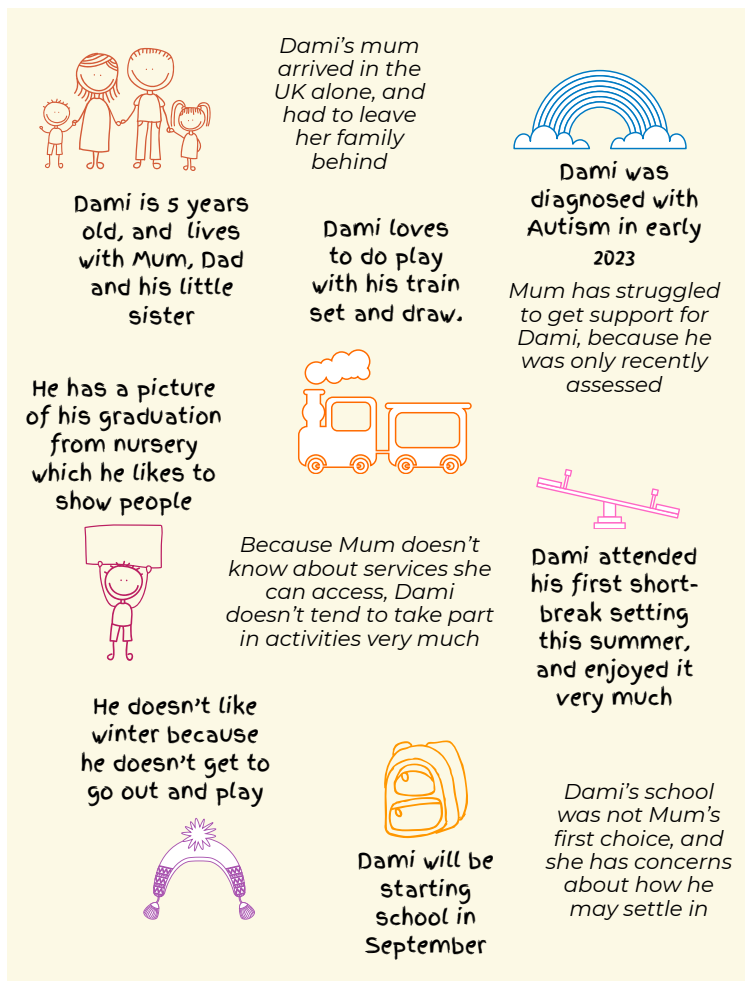 Dami's mum
arrived in the
UK alone, and
had to leave
her family
behind
Dami is 5 years
old, and lives
with Mum, Dad
and his little
sister
Dami loves
to do play
with his train
set and draw.
Dami was
diagnosed with
Autism in early
2023
Mum has struggled
to get support for
Dami, because he
was only recently
assessed
He has a picture
of his graduation
from nursery
which he likes to
show people
Because Mum doesn't
know about services she
can access, Dami
doesn't tend to take part
in activities very much
Dami attended
his first short-
break setting
this summer,
and enjoyed it
very much
He doesn't like
winter because
he doesn't get to
go out and play
Dami will be
starting
school in
September
Dami's school
was not Mum's
first choice, and
she has concerns
about how he
may settle in